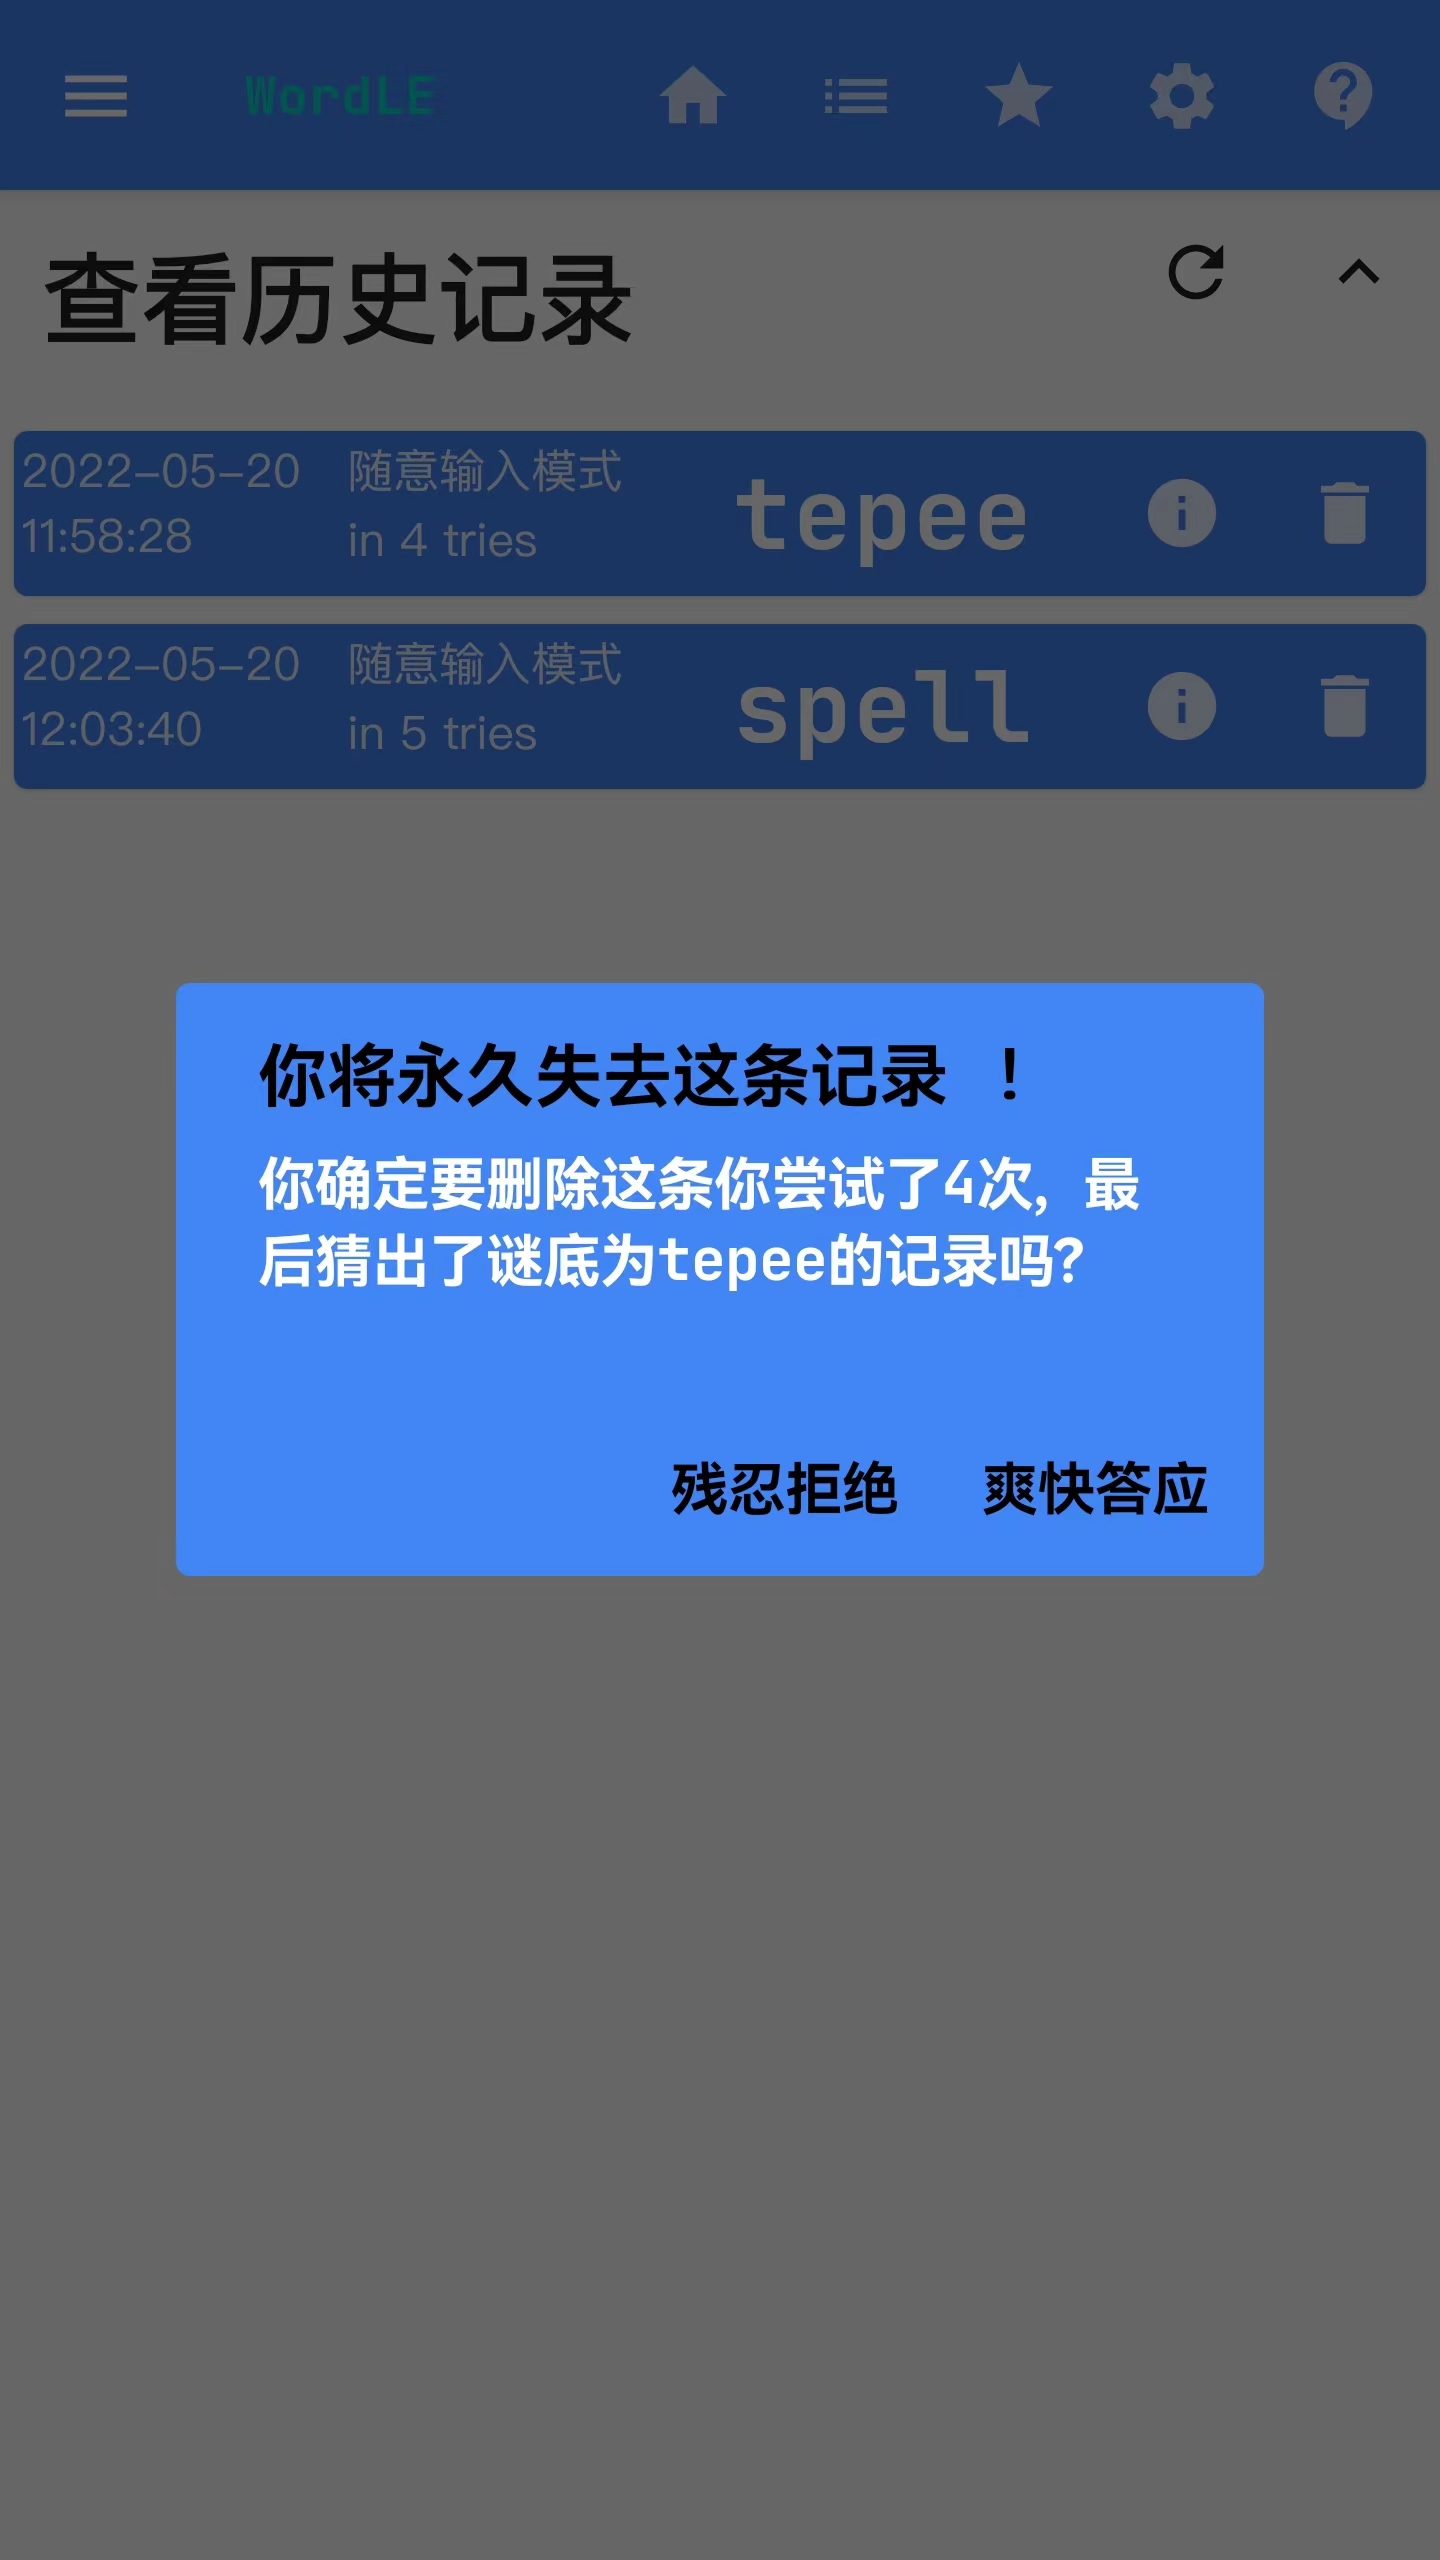 WordLE
查看历史记录
2022-05-20 随意输入模式
11:58:28 in 4 tries
tepee
2022-05-20 随意输入模式
12:03:40 in 5 tries
spell
你将永久失去这条记录 ！
你确定要删除这条你尝试了4次，最
后猜出了谜底为tepee的记录吗？
残忍拒绝 爽快答应